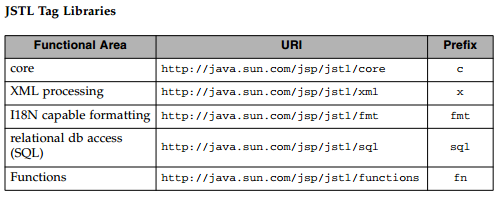 JSTL Tag Libraries
Functional Area URI Prefix
core http://java.sun.com/jsp/jstl/core c
XML processing http://java.sun.com/jsp/jstl/xml x
I18N capable formatting http://java.sun.com/jsp/jstl/fmt fmt
relational db access
(SQL) http://java.sun.com/jsp/jstl/sql sql
Functions http://java.sun.com/jsp/jstl/functions fn